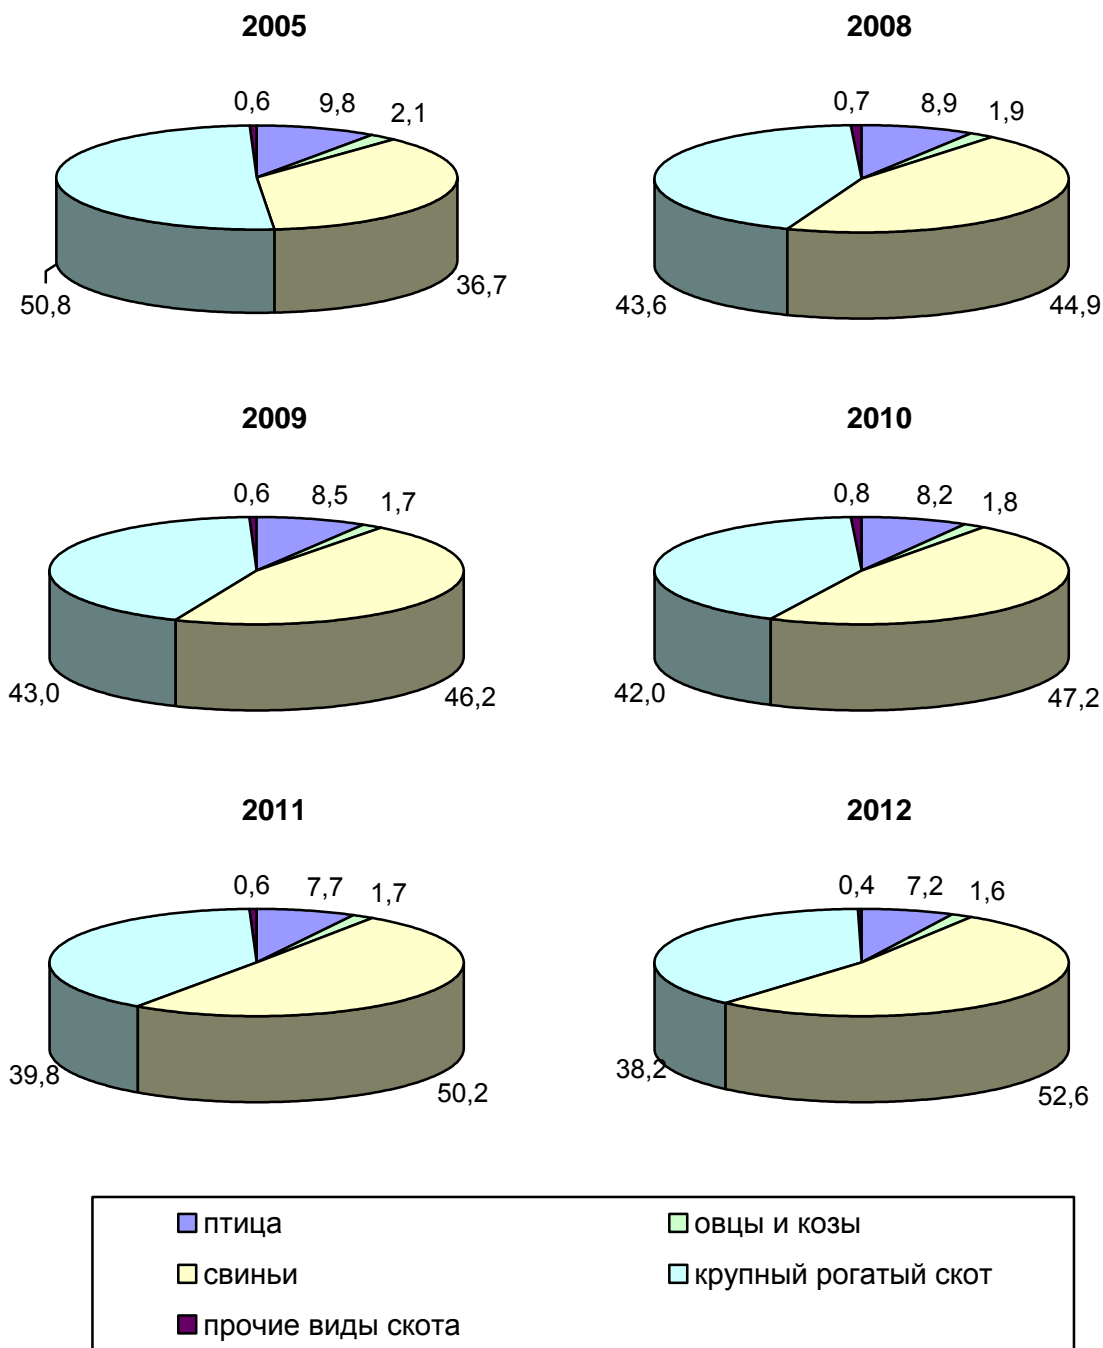 2005 2008
0,6 9,8 2,1 0,7 8,9 1,9
50,8 36,7 43,6 44,9
2009 2010
0,6 8,5 1,7 0,8 8,2 1,8
43,0 46,2 42,0 47,2
2011 2012
0,6 7,7 1,7 0,4 7,2 1,6
39,8 50,2 38,2 52,6
птица овцы и козы
свиньи крупный рогатый скот
прочие виды скота